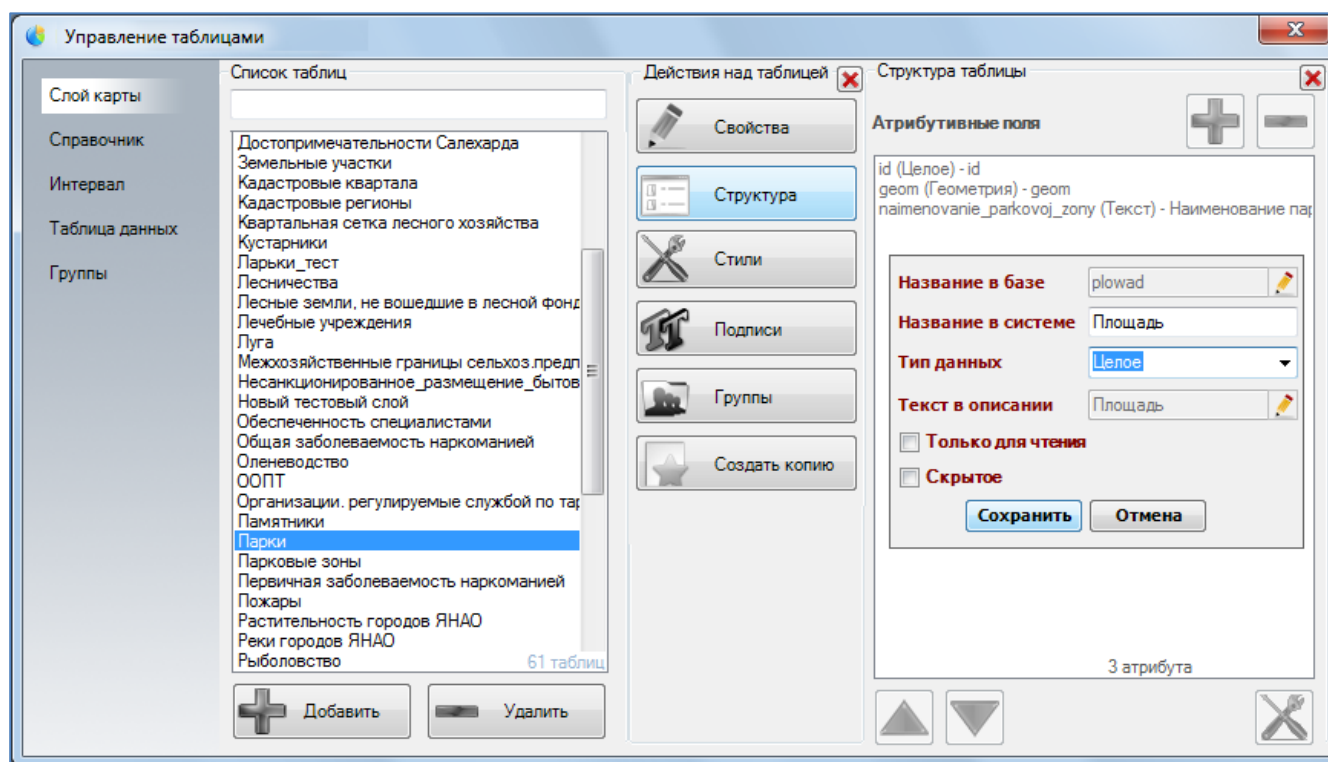 Управление таблицами
Слой карты
Справочник
Интервал
Таблица данных
Группы
Список таблиц
Достопримечательности Салехарда
Земельные участки
Кадастровые квартала
Кадастровые регионы
Квартальная сетка лесного хозяйства
Кустарники
Ларьки_тест
Лесничества
Лесные земли, не вошедшие в лесной фонд
Лечебные учреждения
Луга
Межхозяйственные границы сельхоз.предп
Несанкционированное_размещение_бытов
Новый тестовый слой
Обеспеченность специалистами
Общая заболеваемость наркоманией
Оленеводство
ООПТ
Организации. регулируемые службой по тар
Памятники
Парки
Парковые зоны
Первичная заболеваемость наркоманией
Пожары
Растительность городов ЯНАО
Реки городов ЯНАО
Рыболовство
61 таблиц
Добавить
Удалить
Действия над таблицей
Свойства
Структура
Стили
Подписи
Группы
Создать копию
Структура таблицы
Атрибутивные поля
id (Целое) - id
geom (Геометрия) - geom
naimenovanie_parkovoj_zony (Текст) - Наименование пар
Название в базе plowad
Название в системе Площадь
Тип данных Целое
Текст в описании Площадь
Только для чтения
Скрытое
Сохранить Отмена
3 атрибута